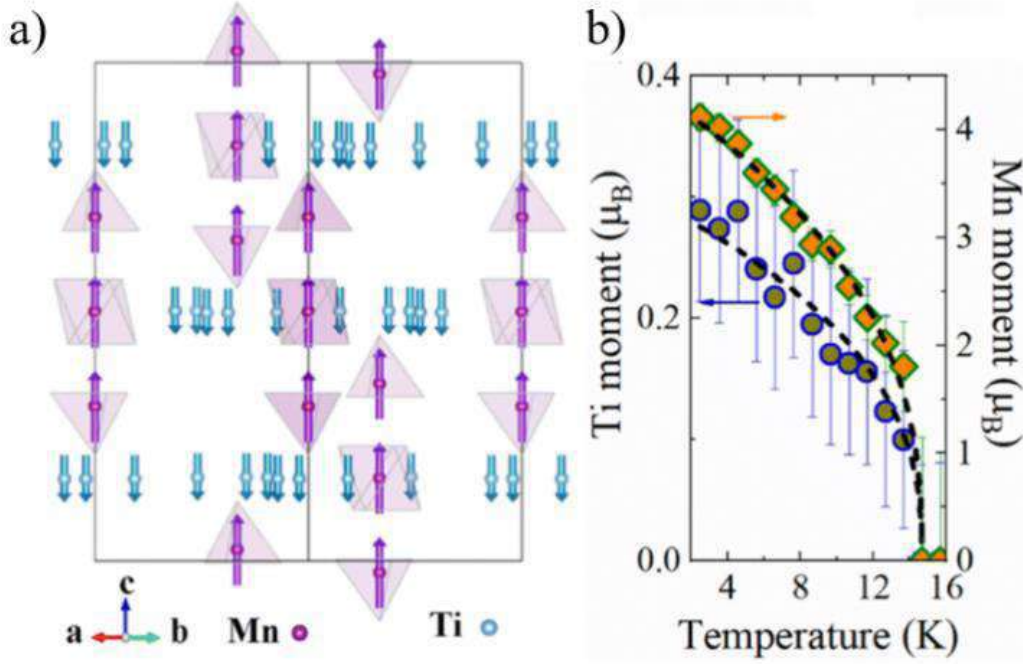 a)
c
a
b
Mn
Ti
b)
0.4
0.2
0.0
Ti moment (μB)
4
3
2
1
0
Mn moment (μB)
4 8 12 16
Temperature (K)